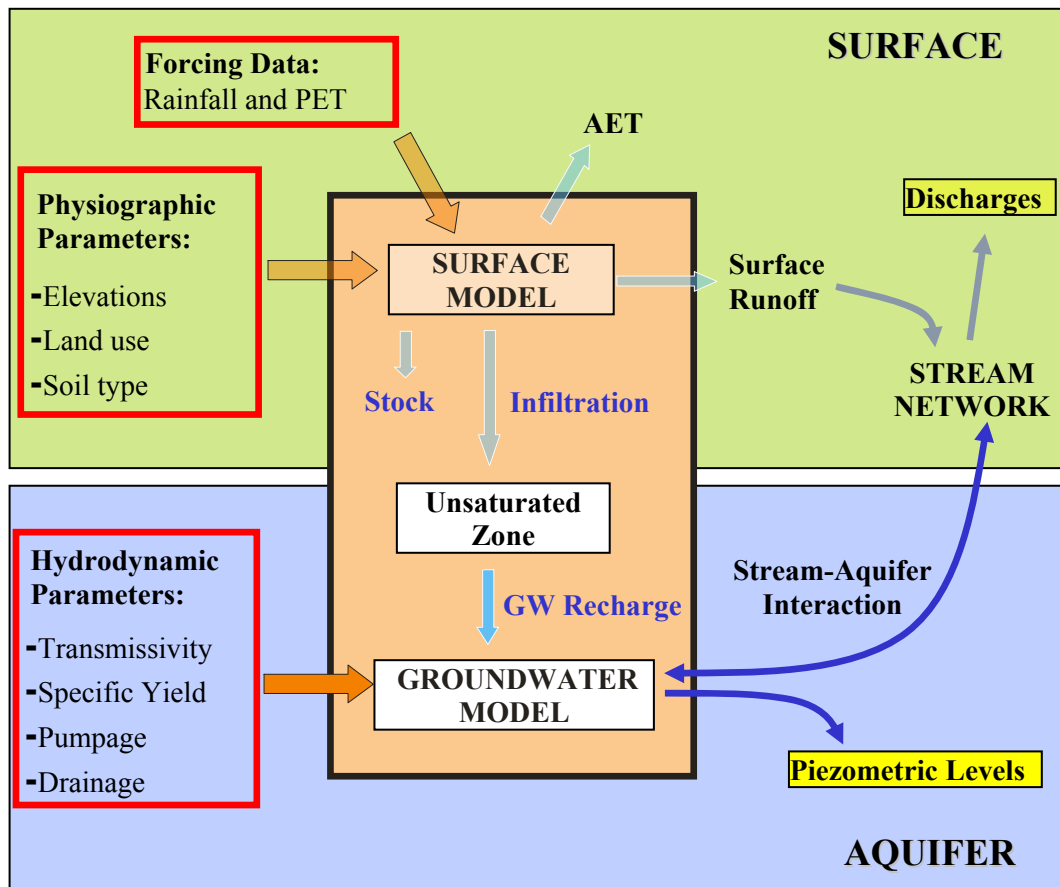 SURFACE
Forcing Data:
Rainfall and PET
AET
Physiographic
Parameters:
-Elevations
-Land use
-Soil type
Discharges
SURFACE
MODEL
Surface
Runoff
Stock
Infiltration
STREAM
NETWORK
Unsaturated
Zone
Hydrodynamic
Parameters:
-Transmissivity
-Specific Yield
-Pumpage
-Drainage
GW Recharge
Stream-Aquifer
Interaction
GROUNDWATER
MODEL
Piezometric Levels
AQUIFER